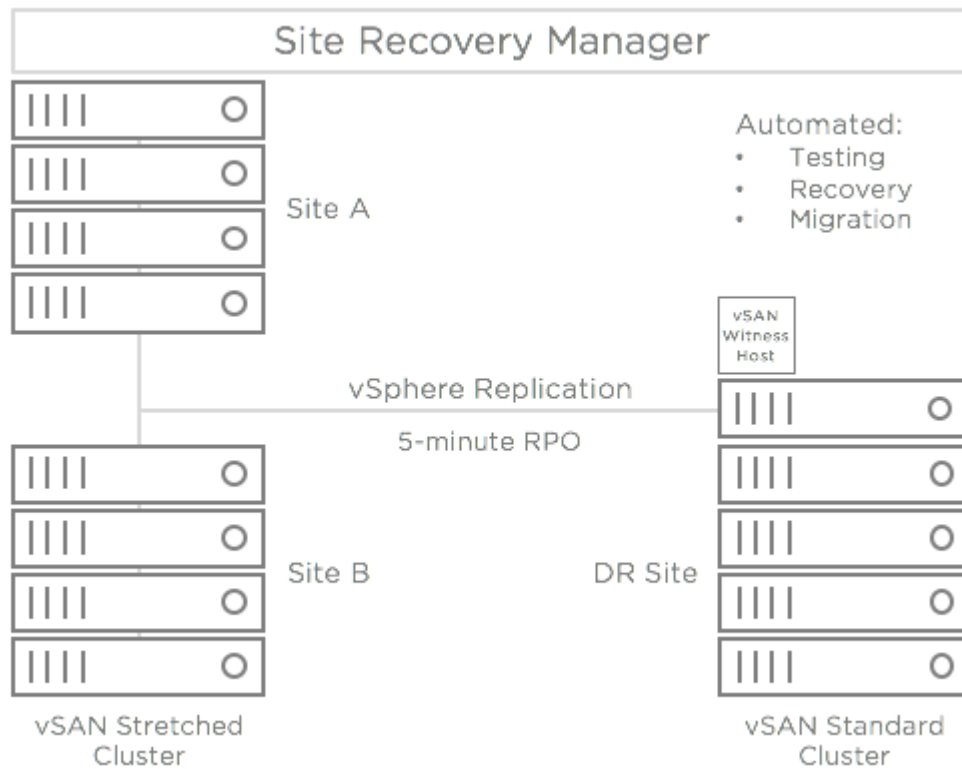 Site Recovery Manager
Automated:
• Testing
• Recovery
• Migration
Site A
vSAN
Witness
Host
vSphere Replication
5-minute RPO
Site B
DR Site
vSAN Stretched
Cluster
vSAN Standard
Cluster